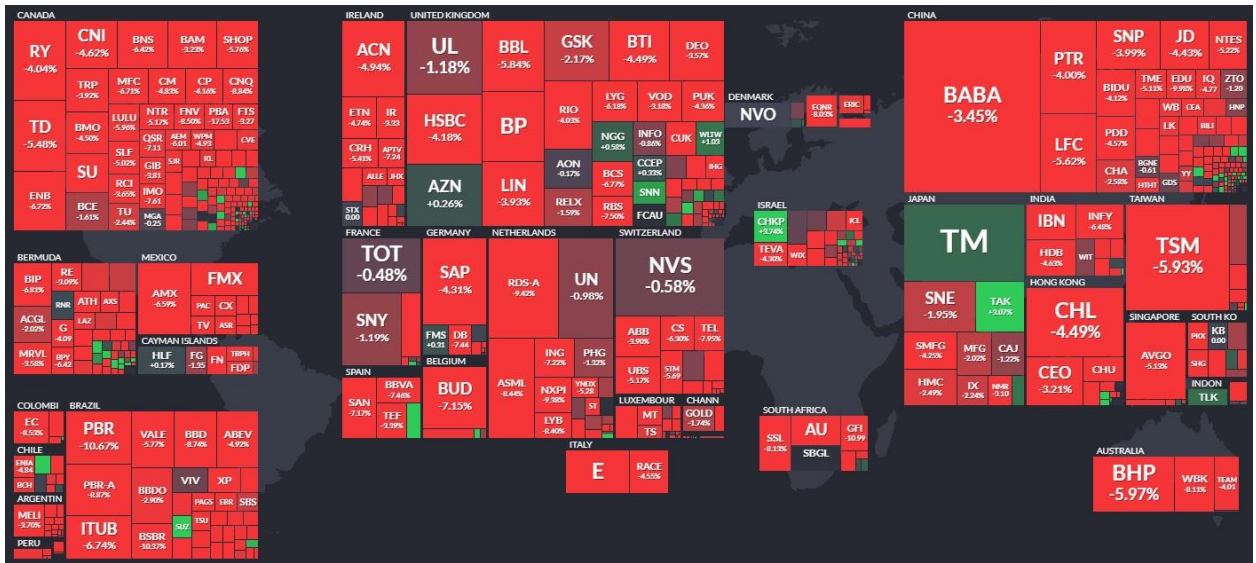 CANADA
RY
-4.04%
CNI
-4.62%
BNS
-6.42%
BAM
-3.23%
SHOP
-5.76%
TD
-5.48%
TRP
-3.92%
MFC
-6.71%
CM
-4.83%
CP
-4.16%
CNQ
-8.84%
BMO
-4.50%
LULU
-5.96%
NTR
-5.17%
FNV
-8.50%
PBA
-17.53
FTS
-3.27
QSR
-7.11
AEM
-6.01
WPM
-4.93
CVE
SU
SLF
-5.02%
GIB
-3.81
SJR
KL
ENB
-6.72%
BCE
-1.61%
RCI
-3.65%
IMO
-7.61
TU
-2.44%
MGA
-0.25
IRELAND
ACN
-4.94%
ETN
-4.74%
IR
-3.33
CRH
-5.41%
APTV
-7.24
ALLE
JHX
STX
0.00
UNITED KINGDOM
UL
-1.18%
BBL
-5.84%
GSK
-2.17%
BTI
-4.49%
DEO
-3.57%
HSBC
-4.18%
BP
RIO
-4.03%
LYG
-6.18%
VOD
-3.18%
PUK
-4.36%
NGG
+0.58%
INFO
-0.86%
CUK
WLTW
+1.03
AZN
+0.26%
LIN
-3.93%
AON
-0.17%
BCS
-6.77%
CCEP
+0.33%
IHG
RELX
-1.59%
RBS
-7.50%
SNN
FCAU
DENMARK
NVO
EQNR
-8.03%
ERIC
CHINA
BABA
-3.45%
PTR
-4.00%
SNP
-3.99%
JD
-4.43%
NTES
-5.22%
BIDU
-4.12%
TME
-5.11%
EDU
-9.98%
IQ
-4.77
ZTO
-1.20
WB
CEA
HNP
LFC
-5.62%
PDD
-4.57%
LK
BILI
CHA
-2.58%
BGNE
-0.61
YY
HTHT
GDS
ISRAEL
CHKP
+3.74%
ICL
TEVA
-4.30%
WIX
FRANCE
TOT
-0.48%
SNY
-1.19%
GERMANY
SAP
-4.31%
FMS
+0.31
DB
-7.44
BELGIUM
BUD
-7.15%
NETHERLANDS
RDS-A
-9.42%
UN
-0.98%
ASML
-8.44%
ING
-7.22%
PHG
-1.32%
NXPI
-9.38%
YNDX
-5.28
ST
LYB
-8.40%
SWITZERLAND
NVS
-0.58%
ABB
-3.90%
CS
-6.30%
TEL
-7.95%
UBS
-5.17%
STM
-5.69
LUXEMBOUR
MT
TS
CHANN
GOLD
-1.74%
JAPAN
TM
SNE
-1.95%
TAK
+5.07%
SMFG
-4.25%
MFG
-2.02%
CAJ
-1.22%
HMC
-2.49%
IX
-2.24%
NMR
-3.10
INDIA
IBN
INFY
-6.48%
HDB
-4.63%
WIT
TAIWAN
TSM
-5.93%
HONG KONG
CHL
-4.49%
CEO
-3.21%
CHU
SINGAPORE
AVGO
-5.13%
SOUTH KO
PKX
KB
0.00
SHG
INDON
TLK
BERMUDA
BIP
-6.81%
RE
-3.09%
RNR
ATH
AXS
ACGL
-2.02%
G
-4.09
LAZ
MRVL
-3.58%
BPY
-6.42
MEXICO
AMX
-6.59%
FMX
PAC
CX
TV
ASR
CAYMAN ISLANDS
HLF
+0.17%
FG
-1.35
FN
TBPH
FDP
SPAIN
SAN
-7.17%
BBVA
-7.46%
TEF
-3.39%
COLOMBI
EC
-8.53%
CHILE
ENIA
-4.84
BCH
ARGENTIN
MELI
-3.70%
PERU
BRAZIL
PBR
-10.67%
VALE
-5.77%
BBD
-8.74%
ABEV
-4.92%
PBR-A
-8.87%
BBDO
-2.90%
VIV
XP
PAGS
EBR
SBS
SUZ
TSU
ITUB
-6.74%
BSBR
-10.37%
ITALY
E
RACE
-4.55%
SOUTH AFRICA
SSL
-8.13%
AU
GFI
-10.99
SBGL
AUSTRALIA
BHP
-5.97%
WBK
-8.11%
TEAM
-4.01